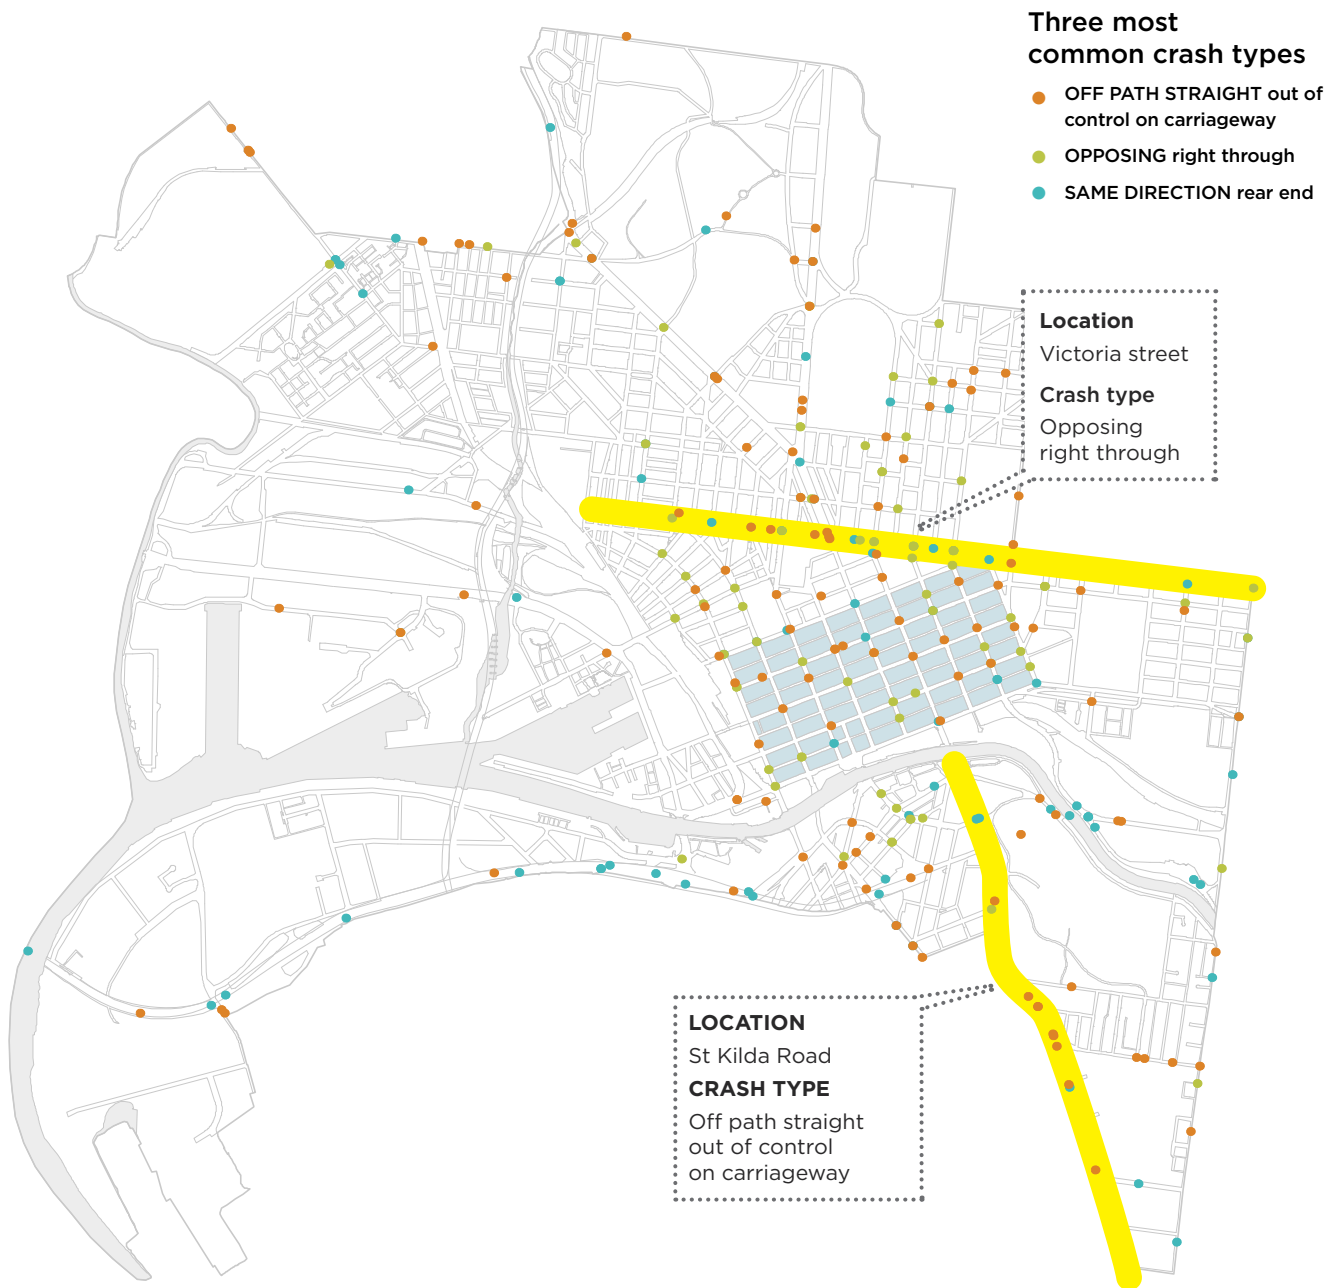 Three most
common crash types
OFF PATH STRAIGHT out of
control on carriageway
OPPOSING right through
SAME DIRECTION rear end
Location
Victoria street
Crash type
Opposing
right through
LOCATION
St Kilda Road
CRASH TYPE
Off path straight
out of control
on carriageway